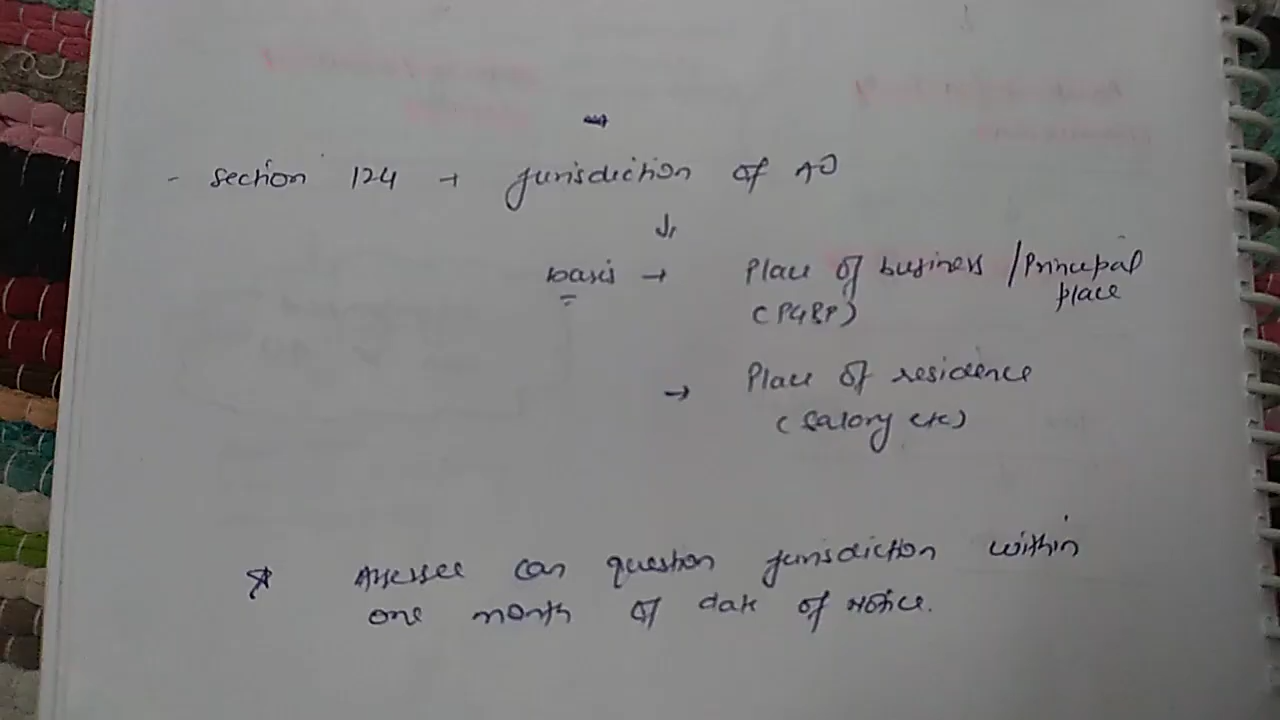 - Section 124 → Jurisdiction of AO
↓
basis → Place of business / Principal place
(PGBP)
→ Place of residence
(Salary etc)
* Assessee can question jurisdiction within
one month of date of notice.